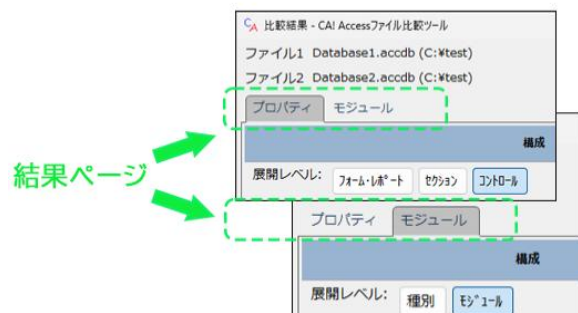 CA 比較結果 - CA! Accessファイル比較ツール
ファイル1 Database1.accdb (C:¥test)
ファイル2 Database2.accdb (C:¥test)
プロパティ モジュール
構成
展開レベル: ﾌｫｰﾑ･ﾚﾎﾟｰﾄ ｾｸｼｮﾝ ｺﾝﾄﾛｰﾙ
結果ページ
プロパティ モジュール
構成
展開レベル: 種別 ﾓｼﾞｭｰﾙ